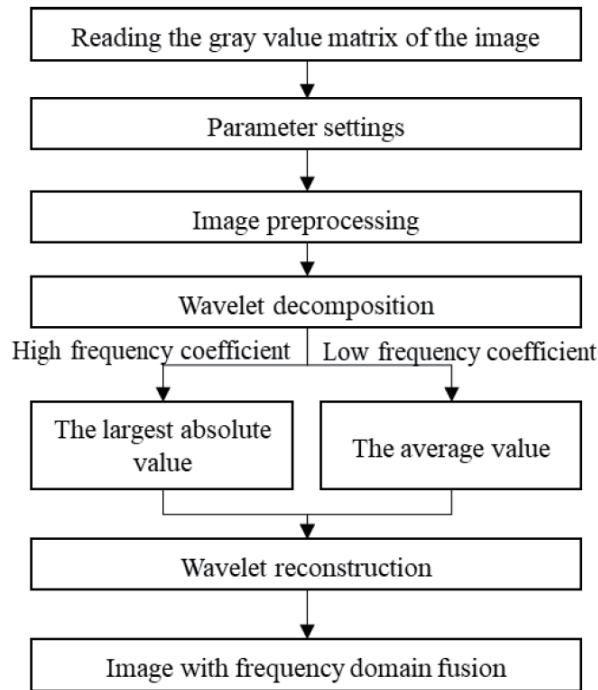 Reading the gray value matrix of the image
Parameter settings
Image preprocessing
Wavelet decomposition
High frequency coefficient
Low frequency coefficient
The largest absolute
value
The average value
Wavelet reconstruction
Image with frequency domain fusion